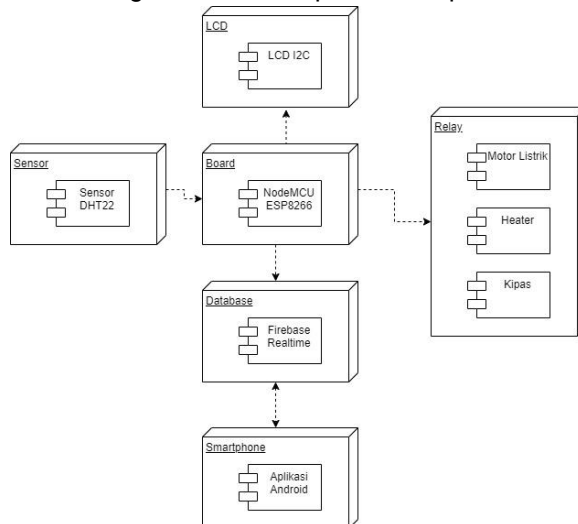 LCD
LCD I2C
Sensor
Sensor
DHT22
Board
NodeMCU
ESP8266
Relay
Motor Listrik
Heater
Kipas
Database
Firebase
Realtime
Smartphone
Aplikasi
Android